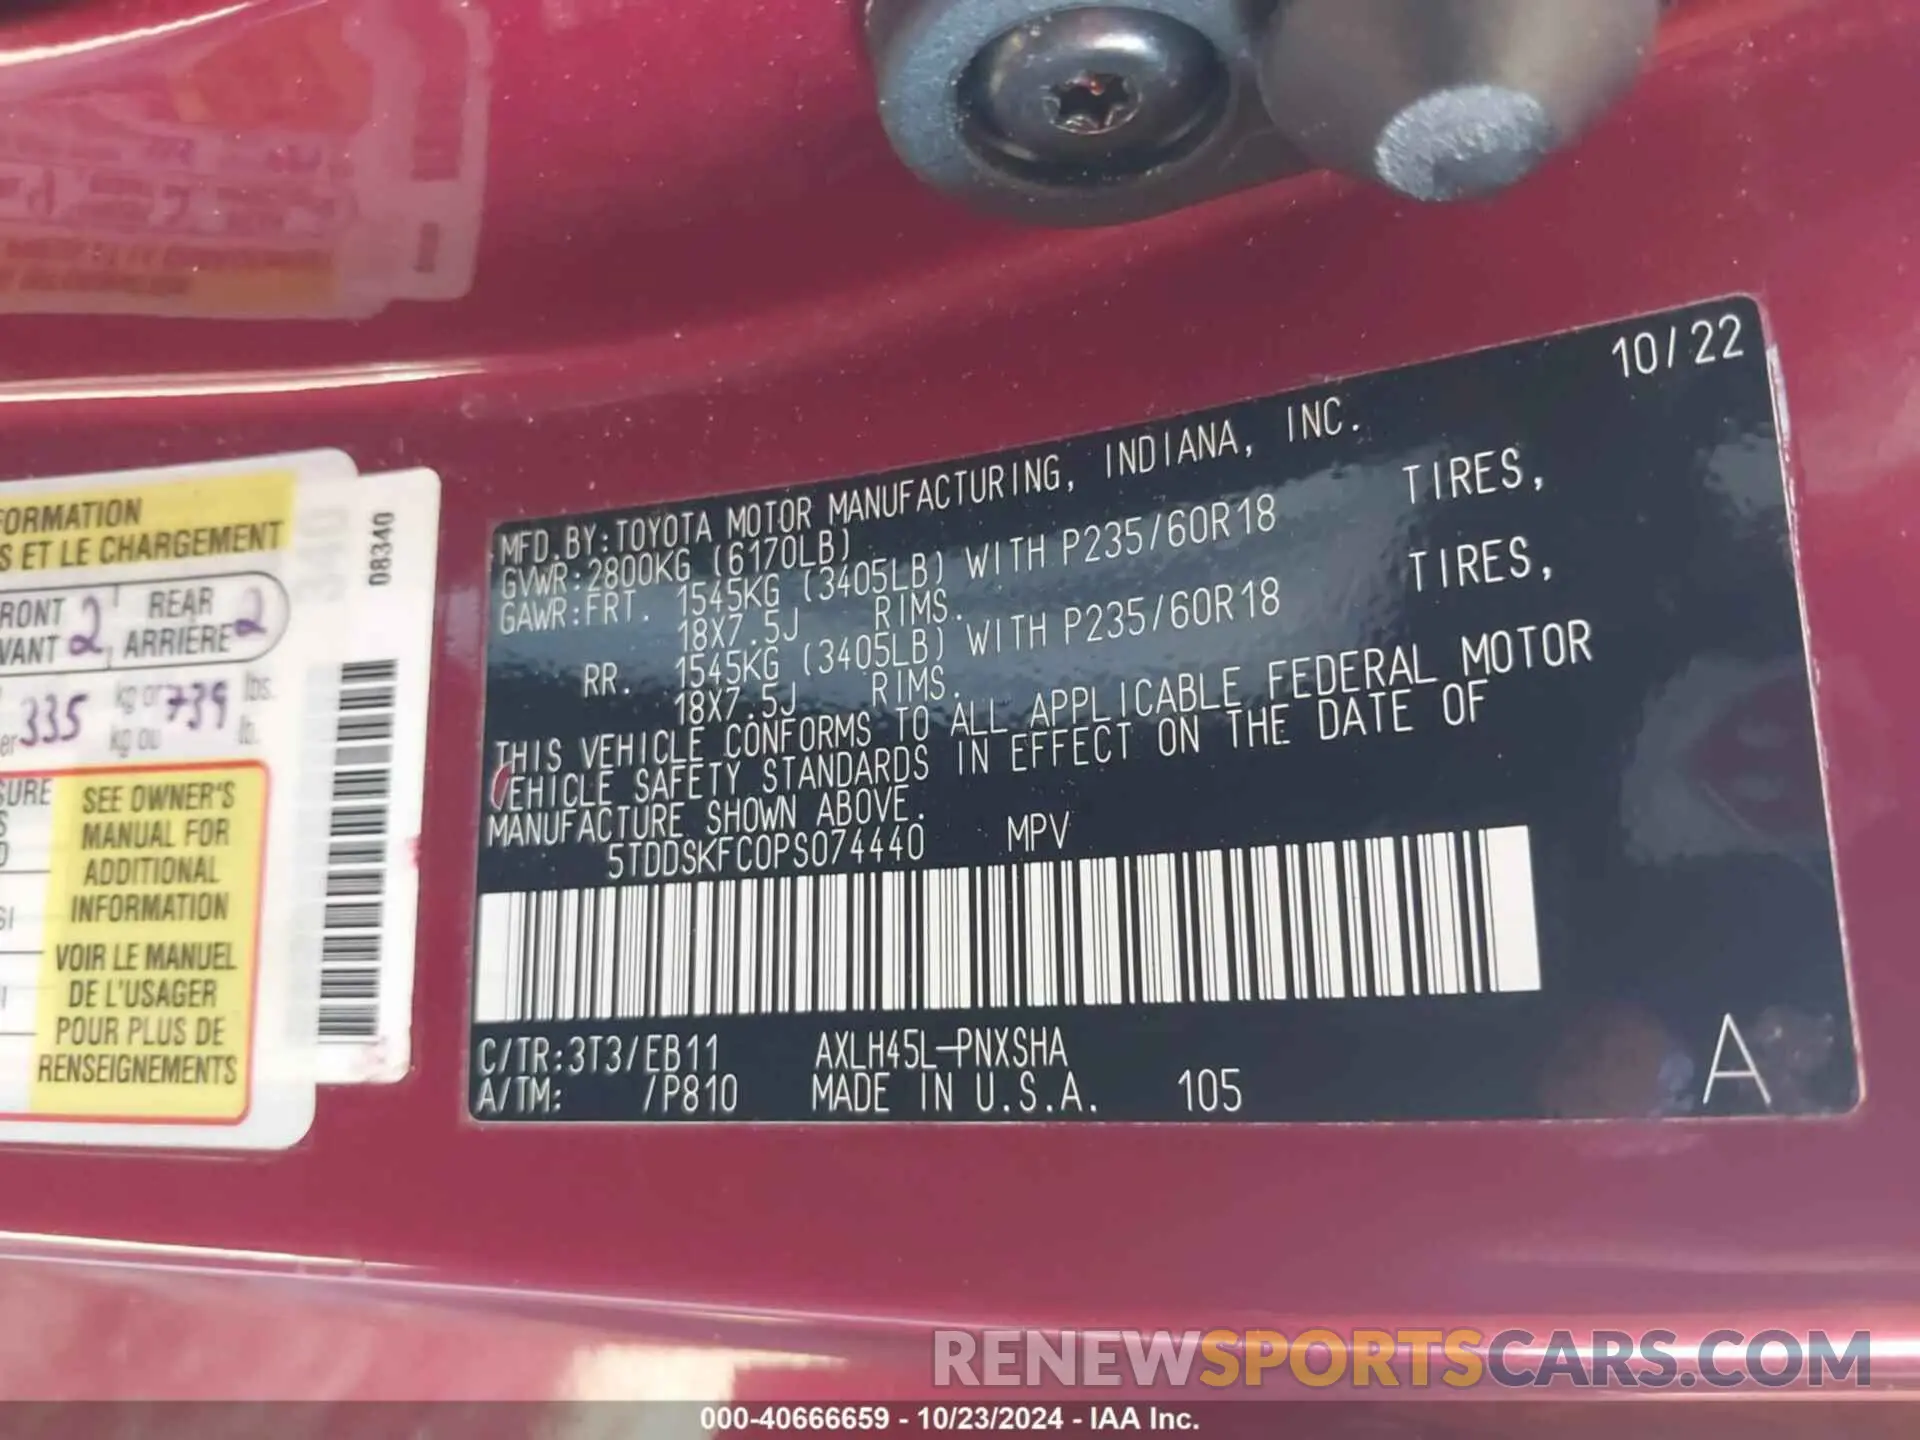 10/22
MFD.BY:TOYOTA MOTOR MANUFACTURING, INDIANA, INC.
GVWR:2800KG (6170LB)
GAWR:FRT. 1545KG (3405LB) WITH P235/60R18 TIRES,
18X7.5J RIMS.
RR. 1545KG (3405LB) WITH P235/60R18 TIRES,
18X7.5J RIMS.
THIS VEHICLE CONFORMS TO ALL APPLICABLE FEDERAL MOTOR
VEHICLE SAFETY STANDARDS IN EFFECT ON THE DATE OF
MANUFACTURE SHOWN ABOVE.
5TDDSKFC0PS074440 MPV
C/TR:3T3/EB11 AXLH45L-PNXSHA
A/TM: /P810 MADE IN U.S.A. 105
A
ET LE CHARGEMENT
08340
2 REAR
ARRIÈRE 2
335 kg or 739 lbs.
kg ou lb.
SEE OWNER'S
MANUAL FOR
ADDITIONAL
INFORMATION
VOIR LE MANUEL
DE L'USAGER
POUR PLUS DE
RENSEIGNEMENTS
RENEWSPORTSCARS.COM
000-40666659 - 10/23/2024 - IAA Inc.